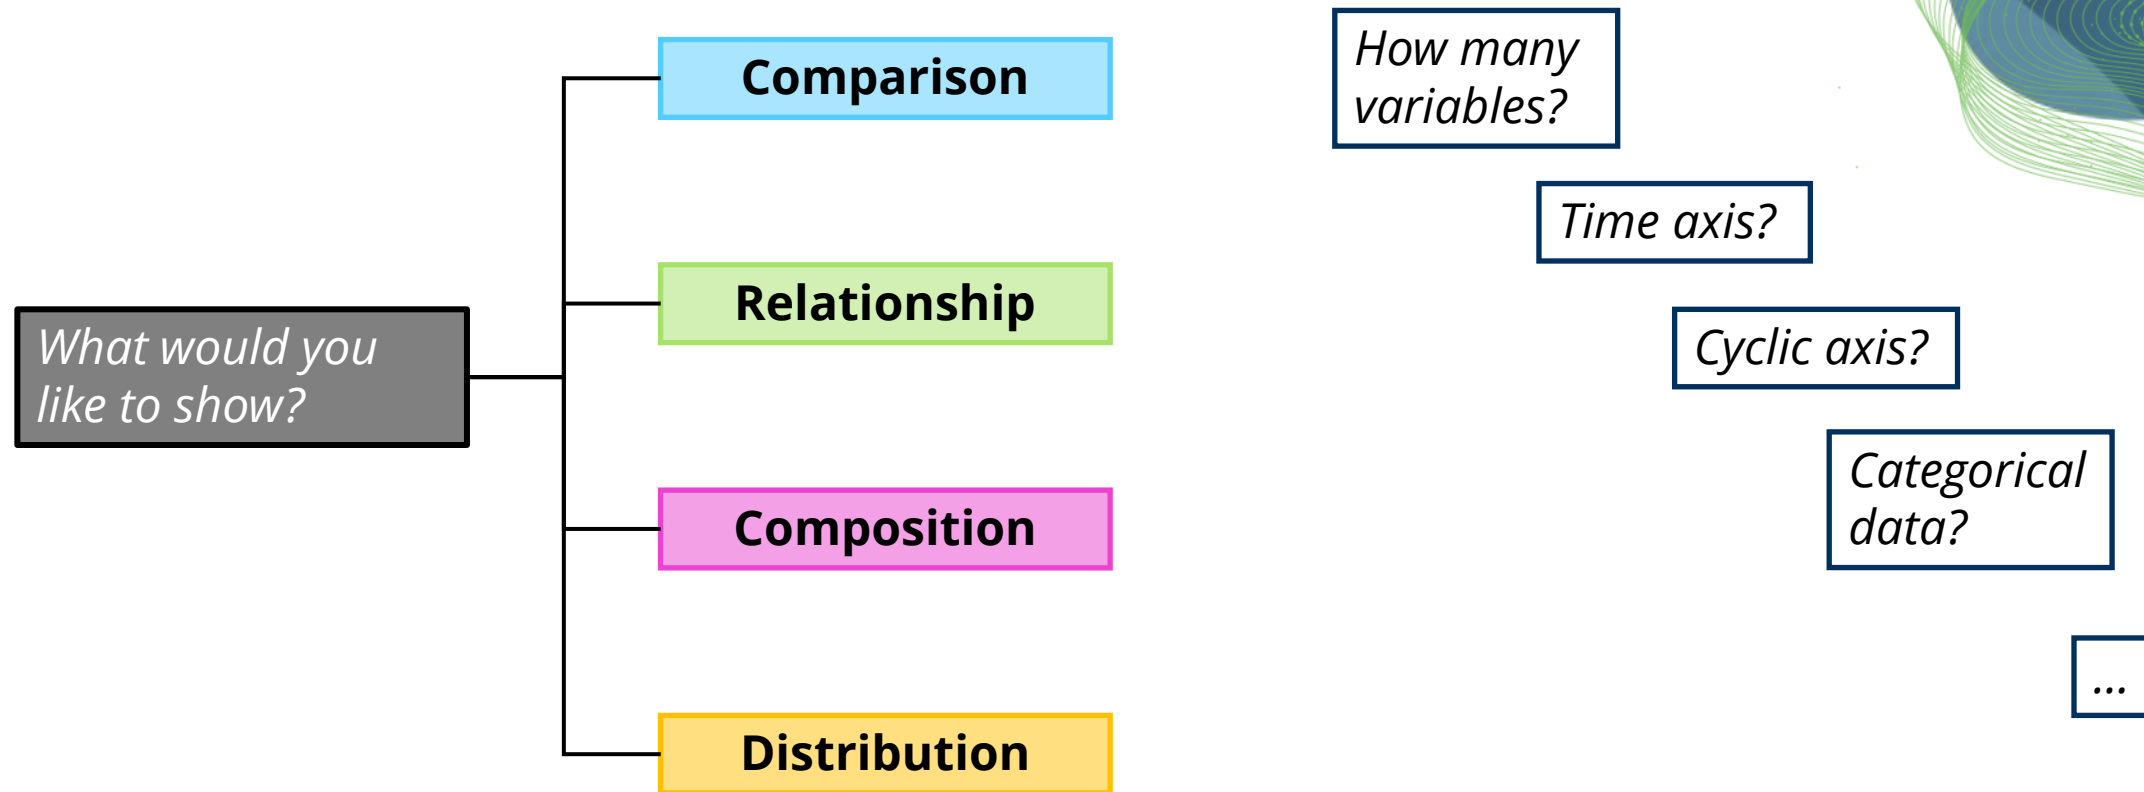 What would you
like to show?
Comparison
Relationship
Composition
Distribution
How many
variables?
Time axis?
Cyclic axis?
Categorical
data?
...